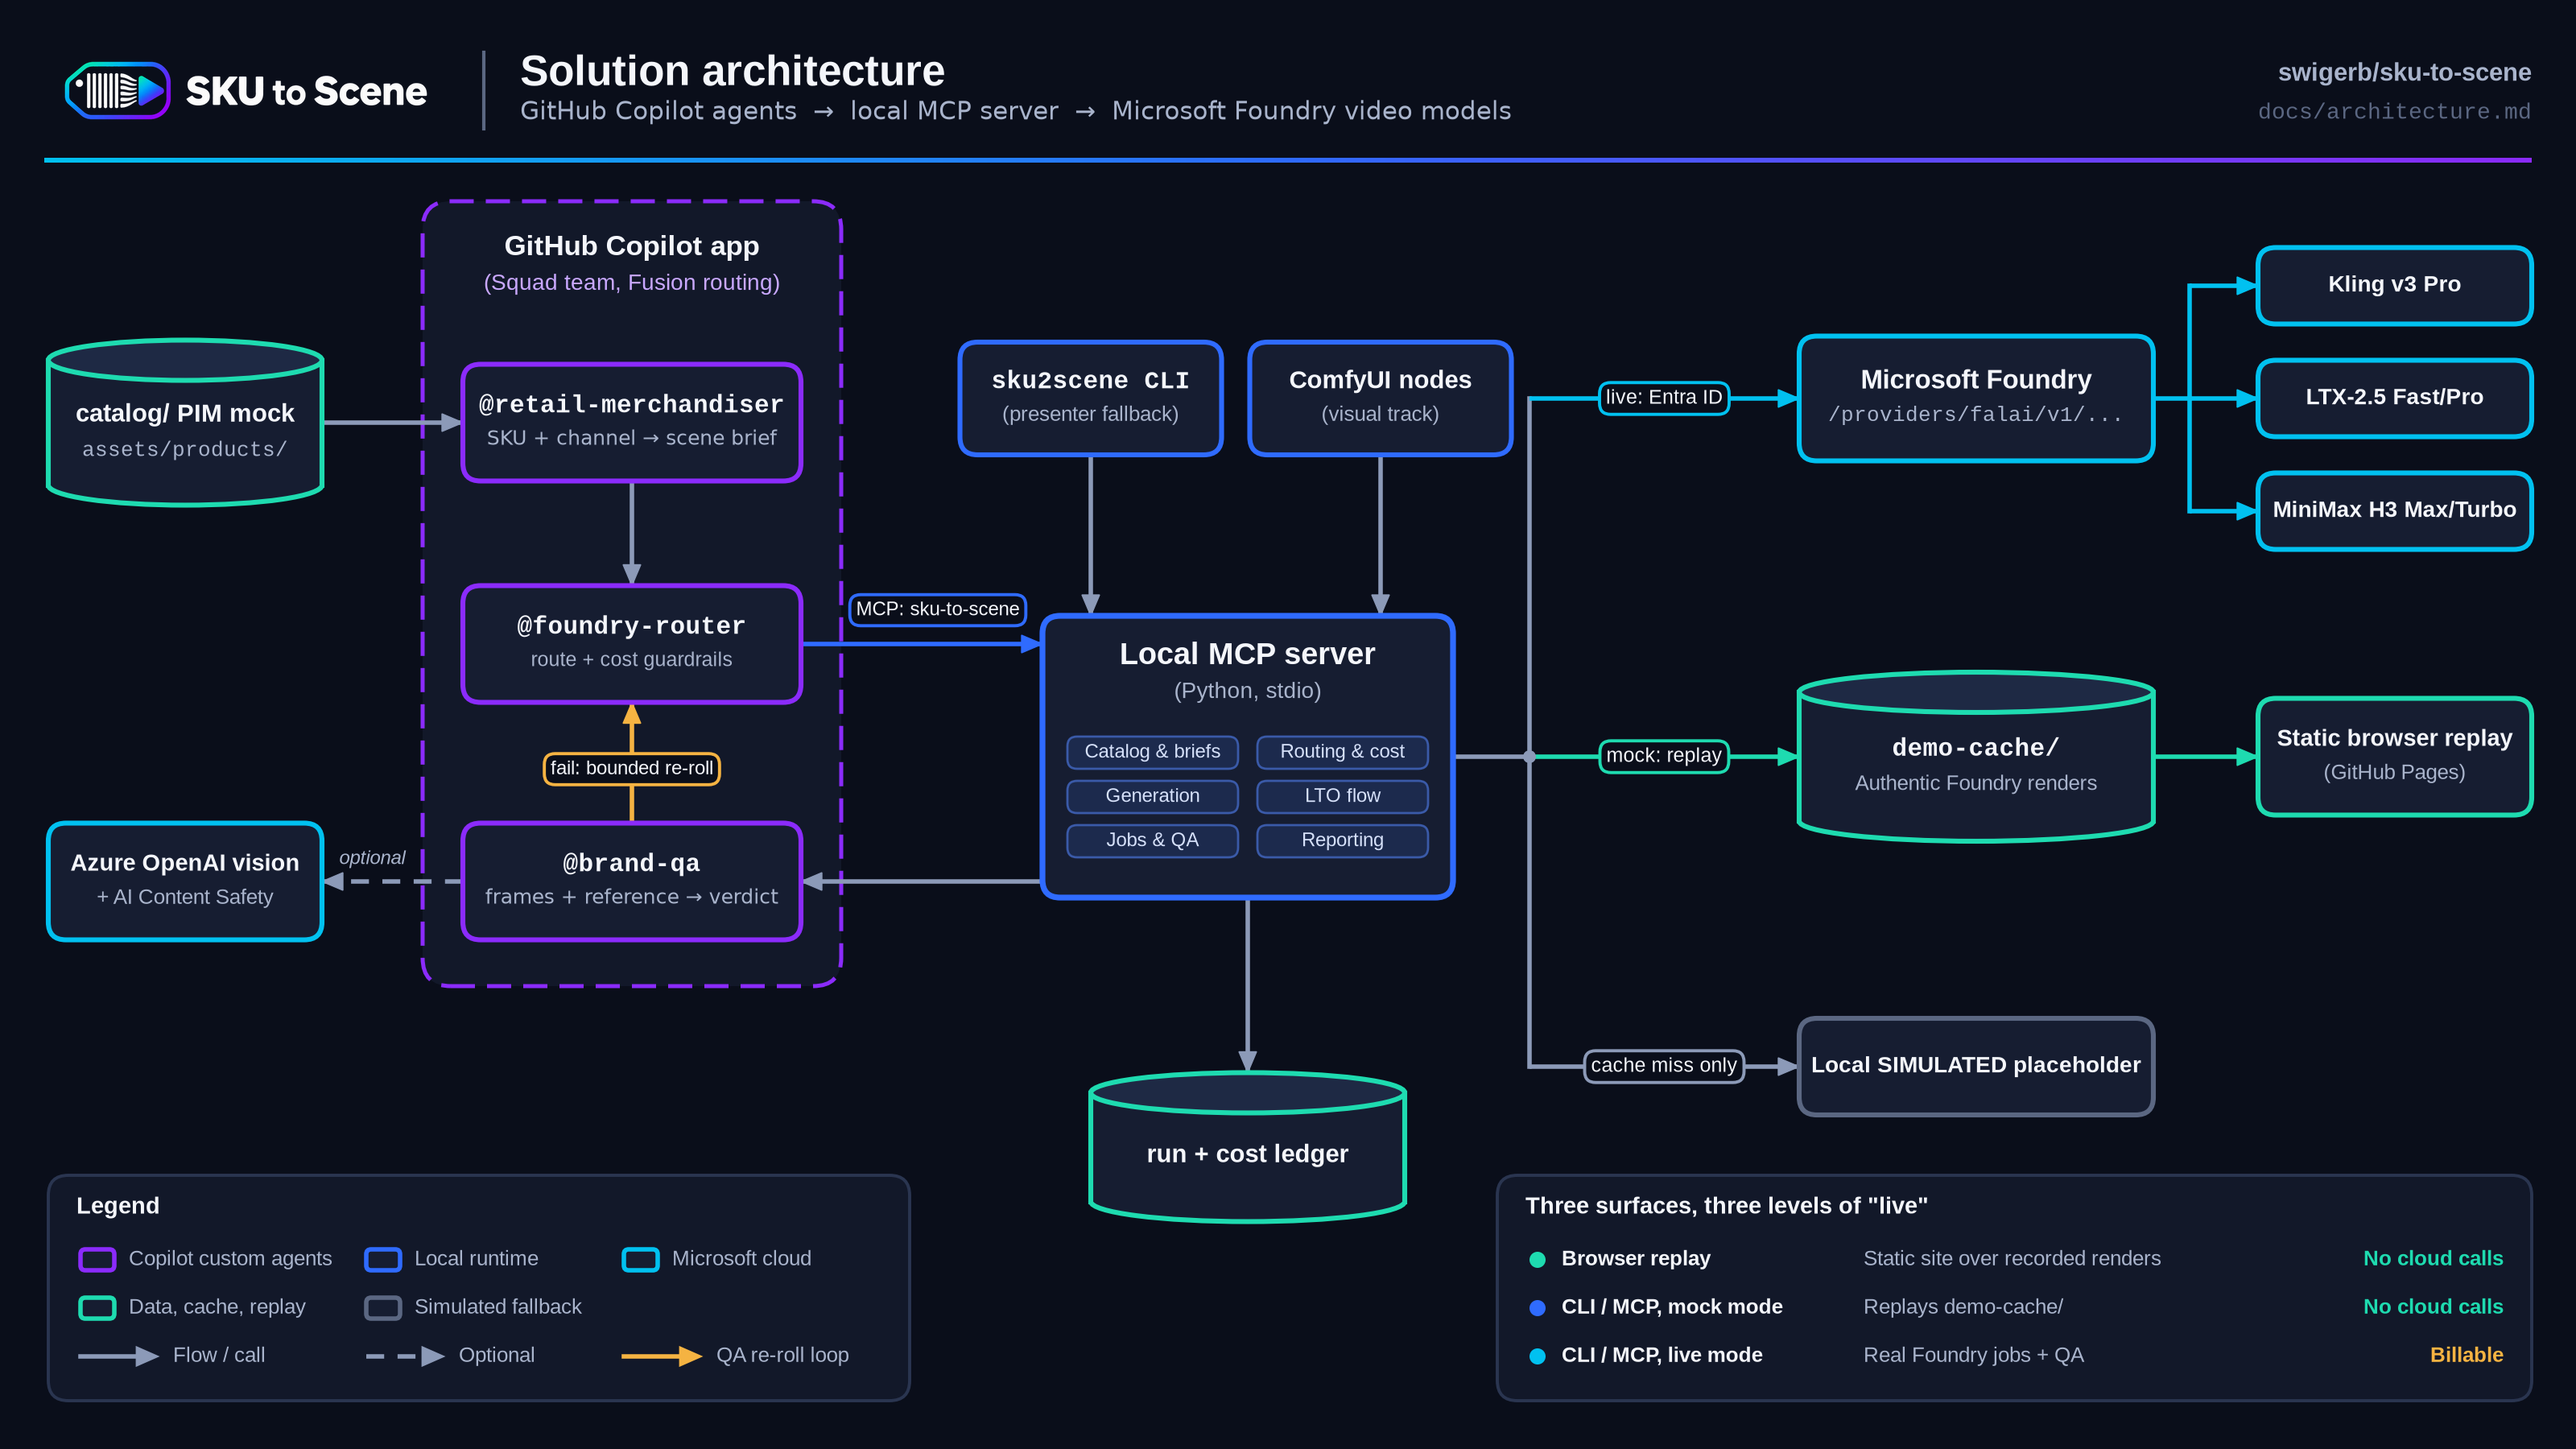 SKU to Scene
Solution architecture
GitHub Copilot agents → local MCP server → Microsoft Foundry video models
swigerb/sku-to-scene
docs/architecture.md
GitHub Copilot app
(Squad team, Fusion routing)
catalog/ PIM mock
assets/products/
@retail-merchandiser
SKU + channel → scene brief
@foundry-router
route + cost guardrails
fail: bounded re-roll
@brand-qa
frames + reference → verdict
Azure OpenAI vision
+ AI Content Safety
optional
MCP: sku-to-scene
sku2scene CLI
(presenter fallback)
ComfyUI nodes
(visual track)
Local MCP server
(Python, stdio)
Catalog & briefs
Routing & cost
Generation
LTO flow
Jobs & QA
Reporting
run + cost ledger
live: Entra ID
Microsoft Foundry
/providers/falai/v1/...
Kling v3 Pro
LTX-2.5 Fast/Pro
MiniMax H3 Max/Turbo
mock: replay
demo-cache/
Authentic Foundry renders
Static browser replay
(GitHub Pages)
cache miss only
Local SIMULATED placeholder
Legend
Copilot custom agents
Local runtime
Microsoft cloud
Data, cache, replay
Simulated fallback
Flow / call
Optional
QA re-roll loop
Three surfaces, three levels of "live"
Browser replay
Static site over recorded renders
No cloud calls
CLI / MCP, mock mode
Replays demo-cache/
No cloud calls
CLI / MCP, live mode
Real Foundry jobs + QA
Billable